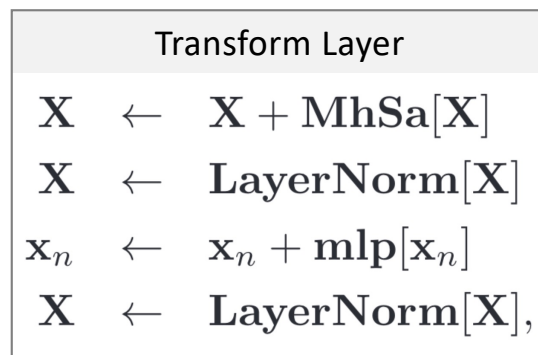 Transform Layer
X ← X + MhSa[X]
X ← LayerNorm[X]
xₙ ← xₙ + mlp[xₙ]
X ← LayerNorm[X],